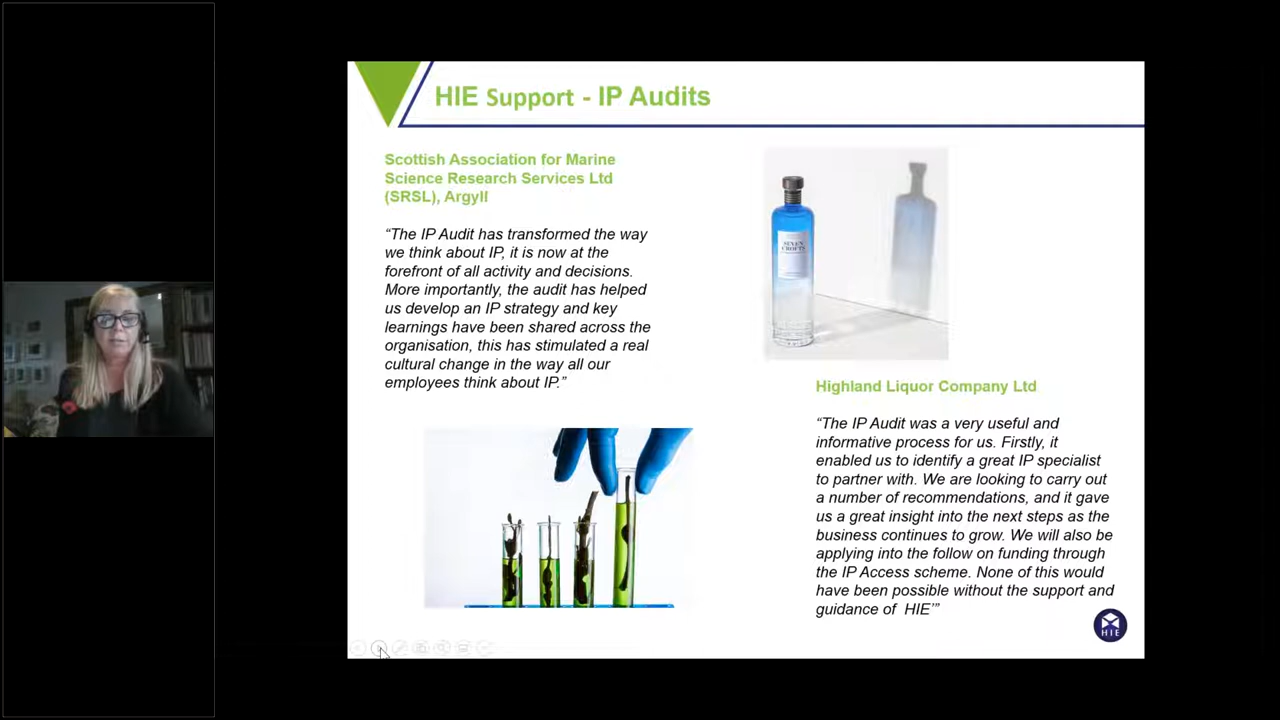 HIE Support - IP Audits
Scottish Association for Marine
Science Research Services Ltd
(SRSL), Argyll
“The IP Audit has transformed the way
we think about IP, it is now at the
forefront of all activity and decisions.
More importantly, the audit has helped
us develop an IP strategy and key
learnings have been shared across the
organisation, this has stimulated a real
cultural change in the way all our
employees think about IP.”
SEVEN
CROFTS
Highland Liquor Company Ltd
“The IP Audit was a very useful and
informative process for us. Firstly, it
enabled us to identify a great IP specialist
to partner with. We are looking to carry out
a number of recommendations, and it gave
us a great insight into the next steps as the
business continues to grow. We will also be
applying into the follow on funding through
the IP Access scheme. None of this would
have been possible without the support and
guidance of  HIE’”
HIE